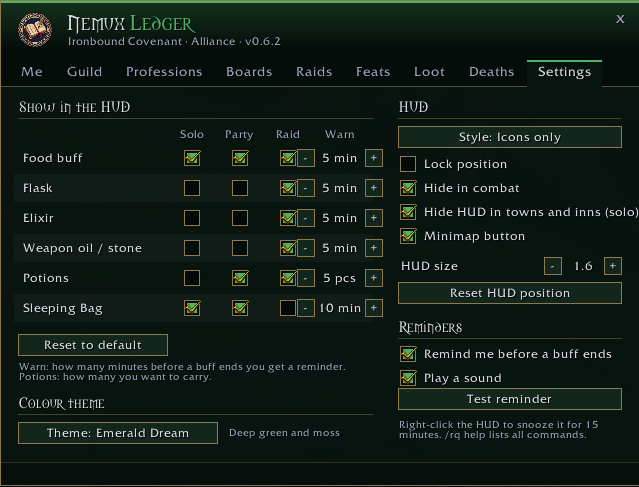 Nemux Ledger
Ironbound Covenant · Alliance · v0.6.2
x
Me Guild Professions Boards Raids Feats Loot Deaths Settings
Show in the HUD
Solo Party Raid Warn
Food buff - 5 min +
Flask - 5 min +
Elixir - 5 min +
Weapon oil / stone - 5 min +
Potions - 5 pcs +
Sleeping Bag - 10 min +
Reset to default
Warn: how many minutes before a buff ends you get a reminder.
Potions: how many you want to carry.
Colour theme
Theme: Emerald Dream Deep green and moss
HUD
Style: Icons only
Lock position
Hide in combat
Hide HUD in towns and inns (solo)
Minimap button
HUD size - 1.6 +
Reset HUD position
Reminders
Remind me before a buff ends
Play a sound
Test reminder
Right-click the HUD to snooze it for 15
minutes. /rq help lists all commands.